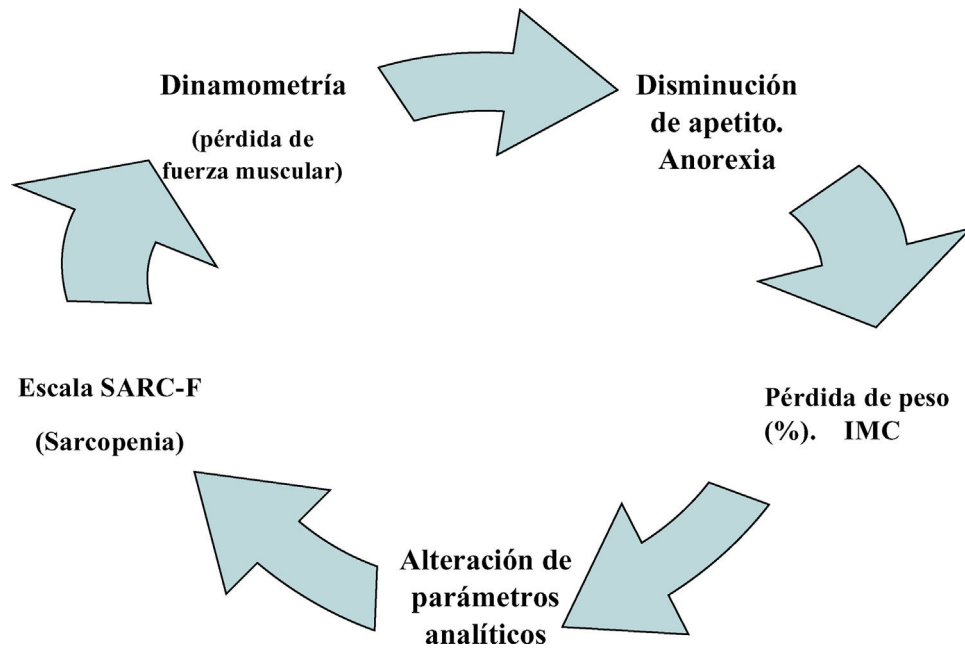 Dinamometría
(pérdida de
fuerza muscular)
Disminución
de apetito.
Anorexia
Pérdida de peso
(%). IMC
Alteración de
parámetros
analíticos
Escala SARC-F
(Sarcopenia)